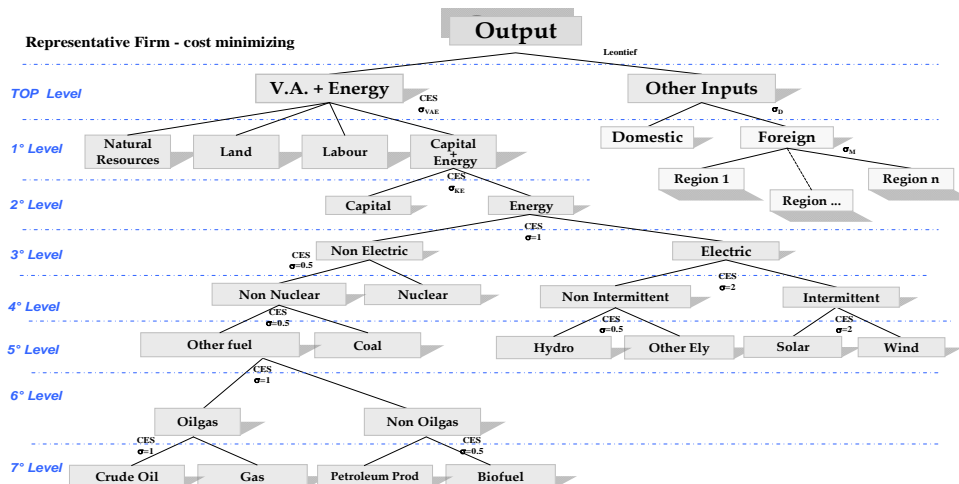 Output
Representative Firm - cost minimizing
Leontief
TOP Level
V.A. + Energy
CES
σVAE
Other Inputs
σD
1° Level
Natural
Resources
Land
Labour
Capital
+
Energy
Domestic
Foreign
σM
CES
σKE
Region 1
Region ...
Region n
2° Level
Capital
Energy
CES
σ=1
3° Level
CES
σ=0.5
Non Electric
Electric
CES
σ=2
4° Level
Non Nuclear
Nuclear
Non Intermittent
Intermittent
CES
σ=0.5
CES
σ=0.5
CES
σ=2
5° Level
Other fuel
Coal
Hydro
Other Ely
Solar
Wind
CES
σ=1
6° Level
Oilgas
Non Oilgas
CES
σ=1
CES
σ=0.5
7° Level
Crude Oil
Gas
Petroleum Prod
Biofuel